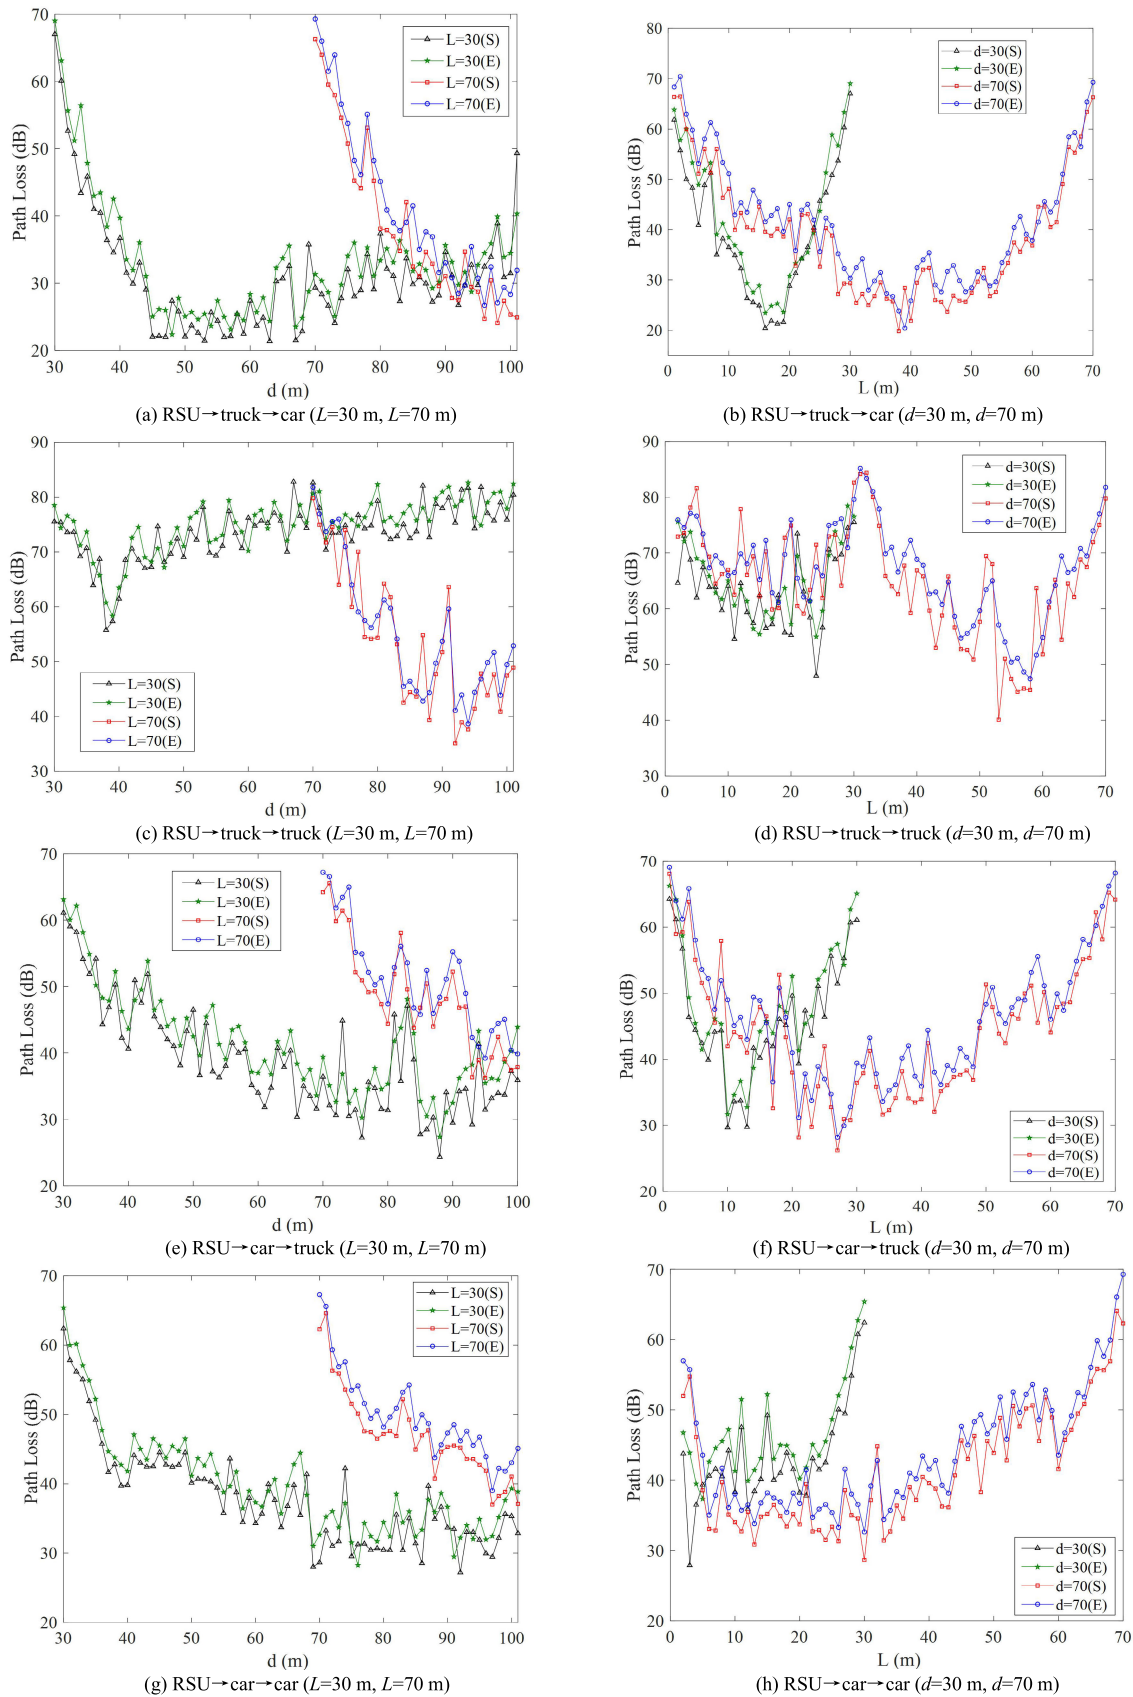 70
60
50
40
30
20
Path Loss (dB)
30 40 50 60 70 80 90 100
d (m)
L=30(S)
L=30(E)
L=70(S)
L=70(E)
(a) RSU→truck→car (L=30 m, L=70 m)
80
70
60
50
40
30
20
Path Loss (dB)
0 10 20 30 40 50 60 70
L (m)
d=30(S)
d=30(E)
d=70(S)
d=70(E)
(b) RSU→truck→car (d=30 m, d=70 m)
90
80
70
60
50
40
30
Path Loss (dB)
30 40 50 60 70 80 90 100
d (m)
L=30(S)
L=30(E)
L=70(S)
L=70(E)
(c) RSU→truck→truck (L=30 m, L=70 m)
90
80
70
60
50
40
30
Path Loss (dB)
0 10 20 30 40 50 60 70
L (m)
d=30(S)
d=30(E)
d=70(S)
d=70(E)
(d) RSU→truck→truck (d=30 m, d=70 m)
70
60
50
40
30
20
Path Loss (dB)
30 40 50 60 70 80 90 100
d (m)
L=30(S)
L=30(E)
L=70(S)
L=70(E)
(e) RSU→car→truck (L=30 m, L=70 m)
70
60
50
40
30
20
Path Loss (dB)
0 10 20 30 40 50 60 70
L (m)
d=30(S)
d=30(E)
d=70(S)
d=70(E)
(f) RSU→car→truck (d=30 m, d=70 m)
70
60
50
40
30
20
Path Loss (dB)
30 40 50 60 70 80 90 100
d (m)
L=30(S)
L=30(E)
L=70(S)
L=70(E)
(g) RSU→car→car (L=30 m, L=70 m)
70
60
50
40
30
20
Path Loss (dB)
0 10 20 30 40 50 60 70
L (m)
d=30(S)
d=30(E)
d=70(S)
d=70(E)
(h) RSU→car→car (d=30 m, d=70 m)